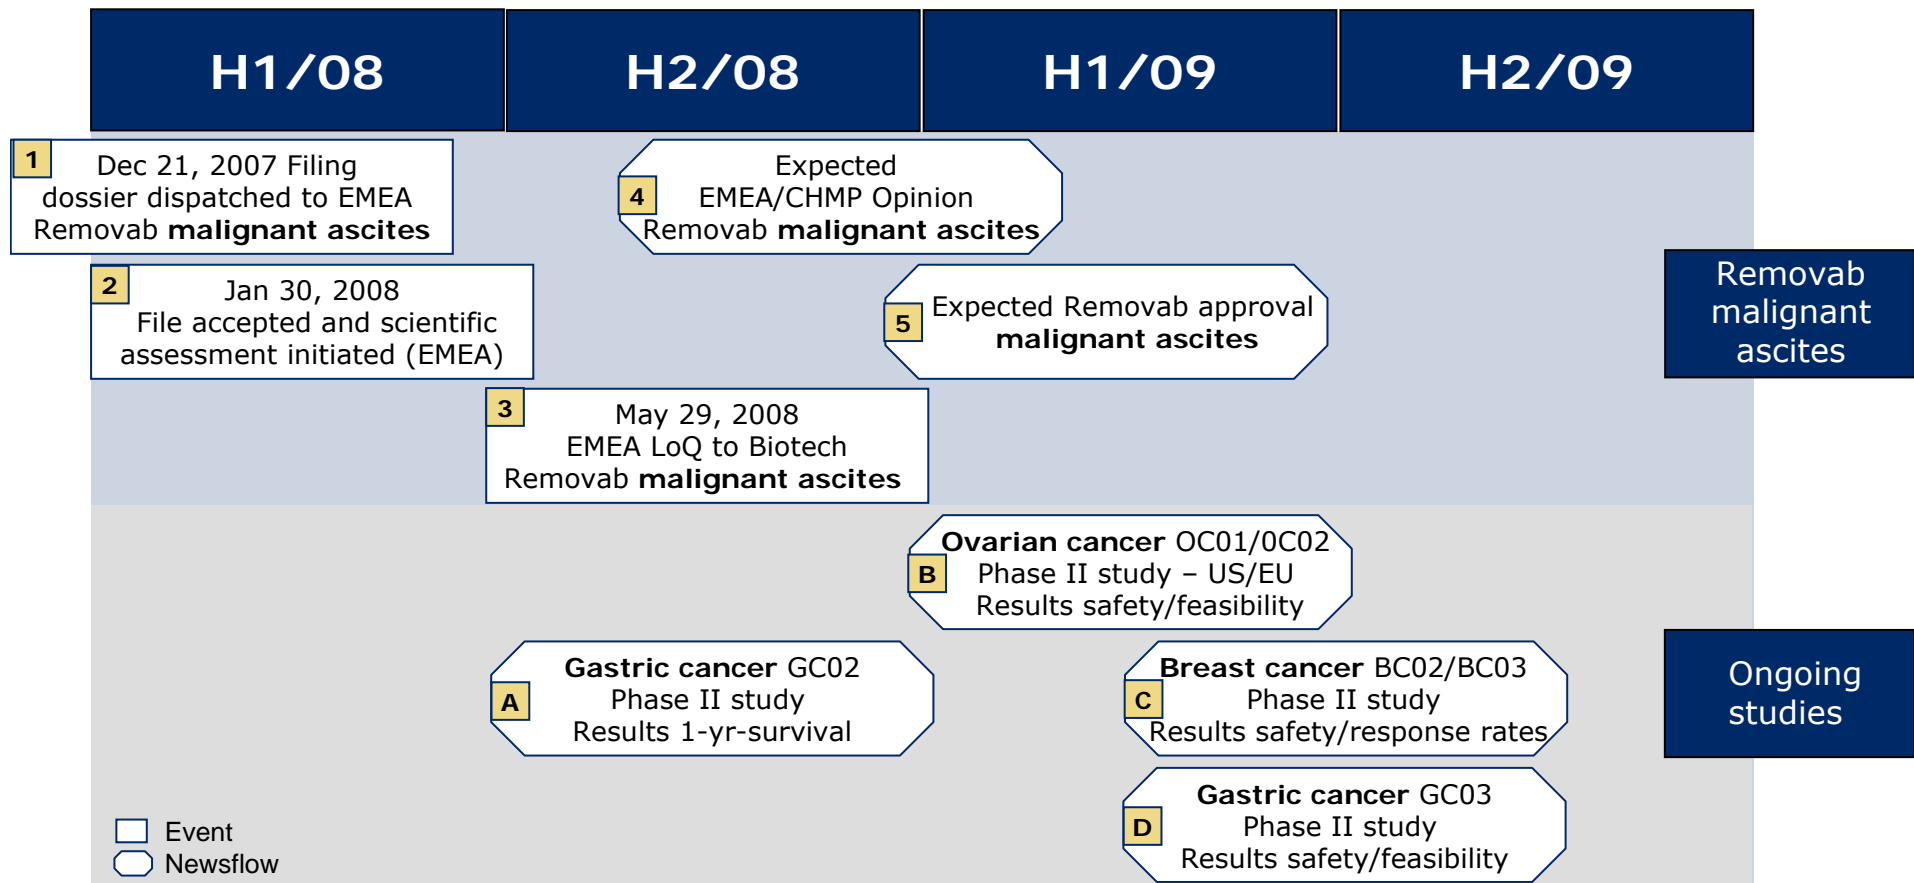 H1/08
H2/08
H1/09
H2/09
1
Dec 21, 2007 Filing
dossier dispatched to EMEA
Removab malignant ascites
4
Expected
EMEA/CHMP Opinion
Removab malignant ascites
2
Jan 30, 2008
File accepted and scientific
assessment initiated (EMEA)
5
Expected Removab approval
malignant ascites
Removab
malignant
ascites
3
May 29, 2008
EMEA LoQ to Biotech
Removab malignant ascites
B
Ovarian cancer OC01/0C02
Phase II study – US/EU
Results safety/feasibility
A
Gastric cancer GC02
Phase II study
Results 1-yr-survival
C
Breast cancer BC02/BC03
Phase II study
Results safety/response rates
Ongoing
studies
D
Gastric cancer GC03
Phase II study
Results safety/feasibility
Event
Newsflow